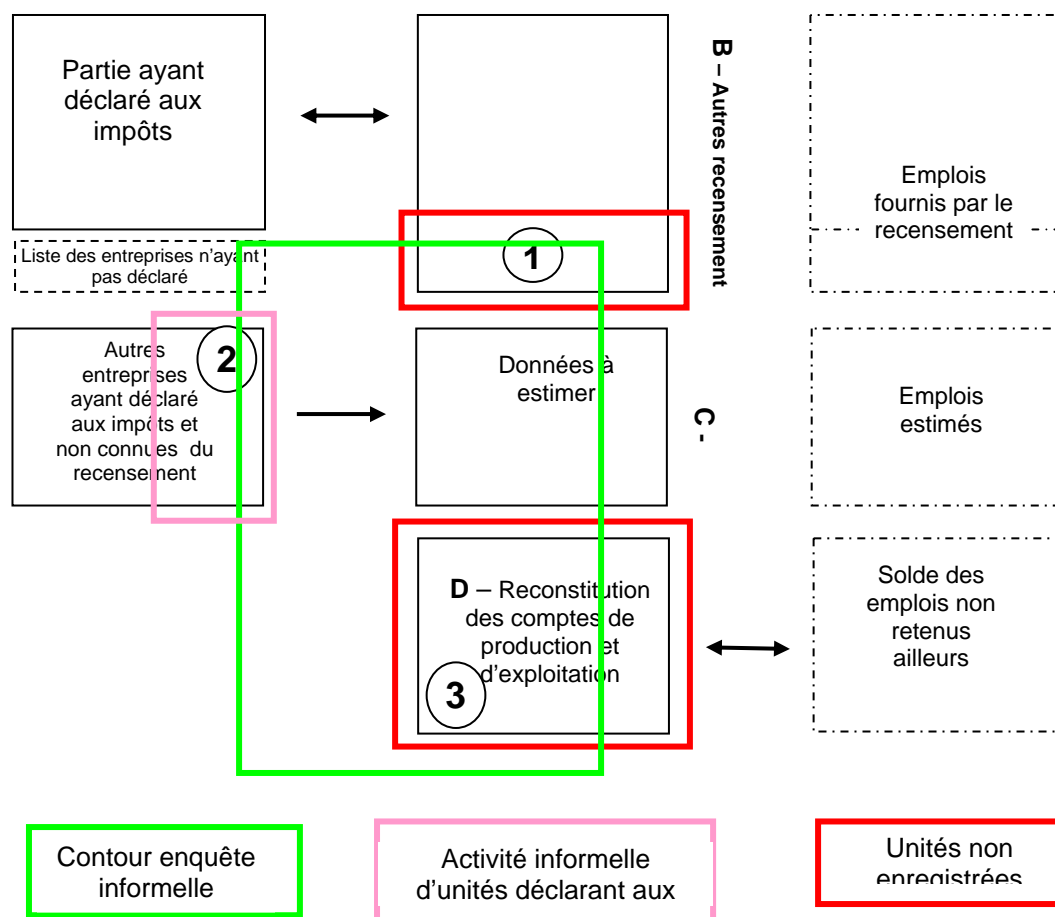 Partie ayant
déclaré aux
impôts
B – Autres recensement
Emplois
fournis par le
recensement
Liste des entreprises n'ayant
pas déclaré
1
Autres
entreprises
ayant déclaré
aux impôts et
non connues du
recensement
2
Données à
estimer
C -
Emplois
estimés
D – Reconstitution
des comptes de
production et
d'exploitation
3
Solde des
emplois non
retenus
ailleurs
Contour enquête
informelle
Activité informelle
d'unités déclarant aux
Unités non
enregistrées